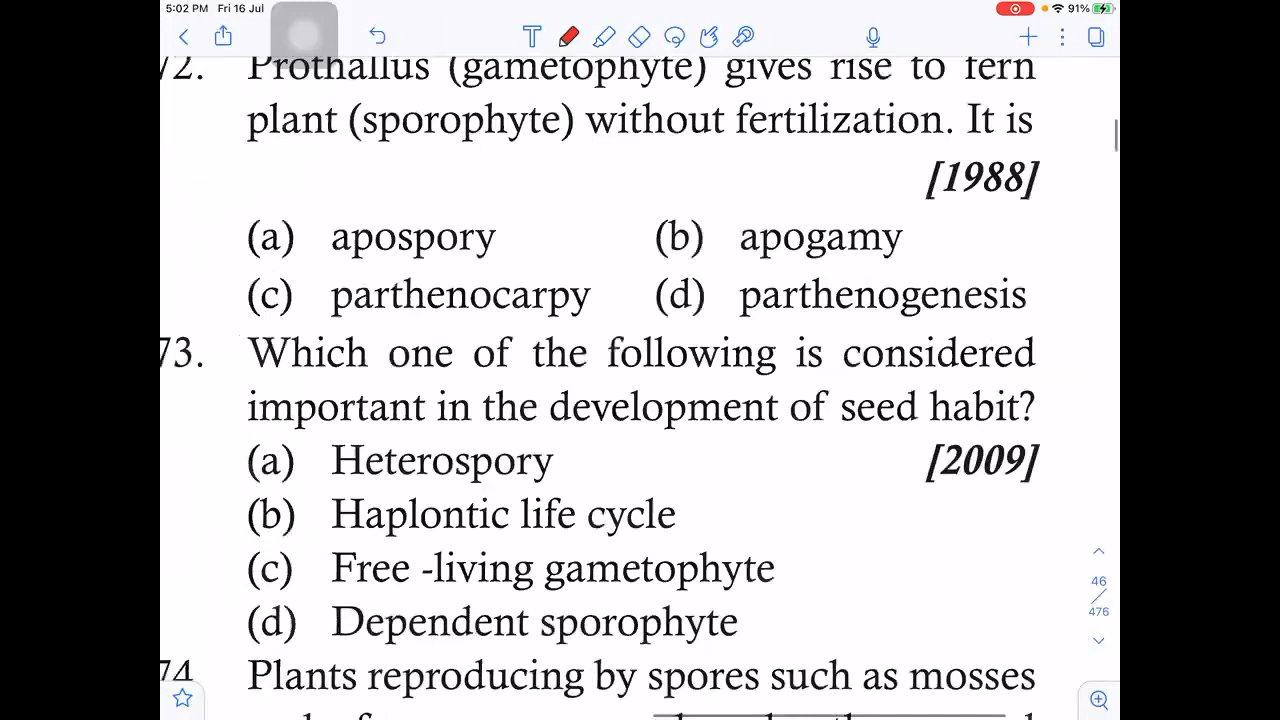 5:02 PM Fri 16 Jul
91%
72. Prothallus (gametophyte) gives rise to fern
plant (sporophyte) without fertilization. It is
[1988]
(a) apospory (b) apogamy
(c) parthenocarpy (d) parthenogenesis
73. Which one of the following is considered
important in the development of seed habit?
(a) Heterospory [2009]
(b) Haplontic life cycle
(c) Free -living gametophyte
(d) Dependent sporophyte
74 Plants reproducing by spores such as mosses
46
476